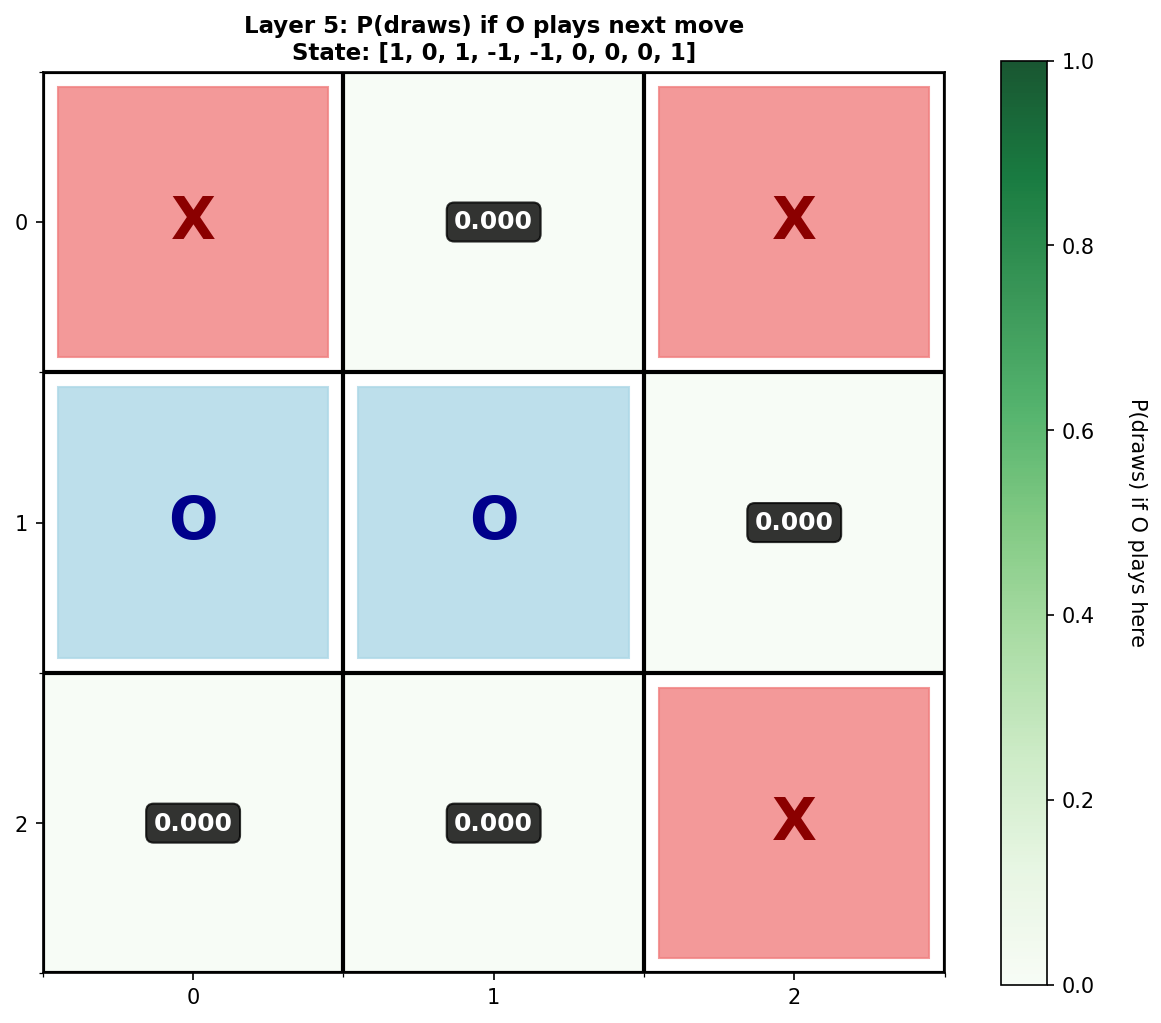 Layer 5: P(draws) if O plays next move
State: [1, 0, 1, -1, -1, 0, 0, 0, 1]
0
X
0.000
X
1
O
O
0.000
2
0.000
0.000
X
0
1
2
1.0
0.8
0.6
0.4
0.2
0.0
P(draws) if O plays here